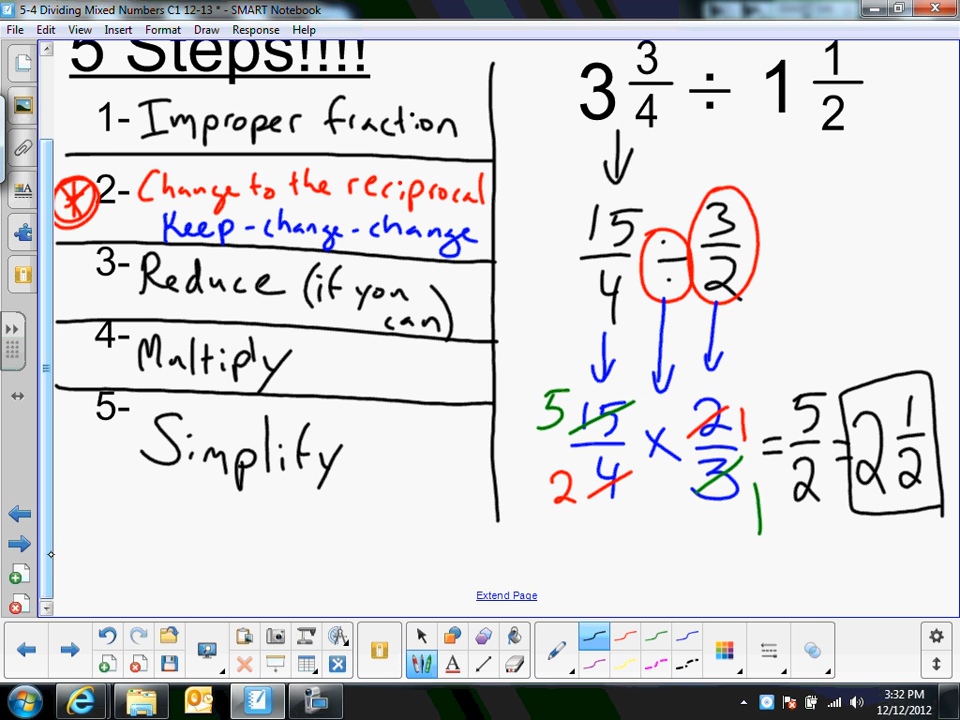 5-4 Dividing Mixed Numbers C1 12-13 * - SMART Notebook
File Edit View Insert Format Draw Response Help
5 Steps!!!!
1- Improper fraction
2- Change to the reciprocal
Keep - change - change
3- Reduce (if you can)
4- Multiply
5- Simplify
3 3/4 ÷ 1 1/2
15/4 ÷ 3/2
5 15/4 2 × 2/3 1 1 = 5/2 = 2 1/2
Extend Page
3:32 PM
12/12/2012